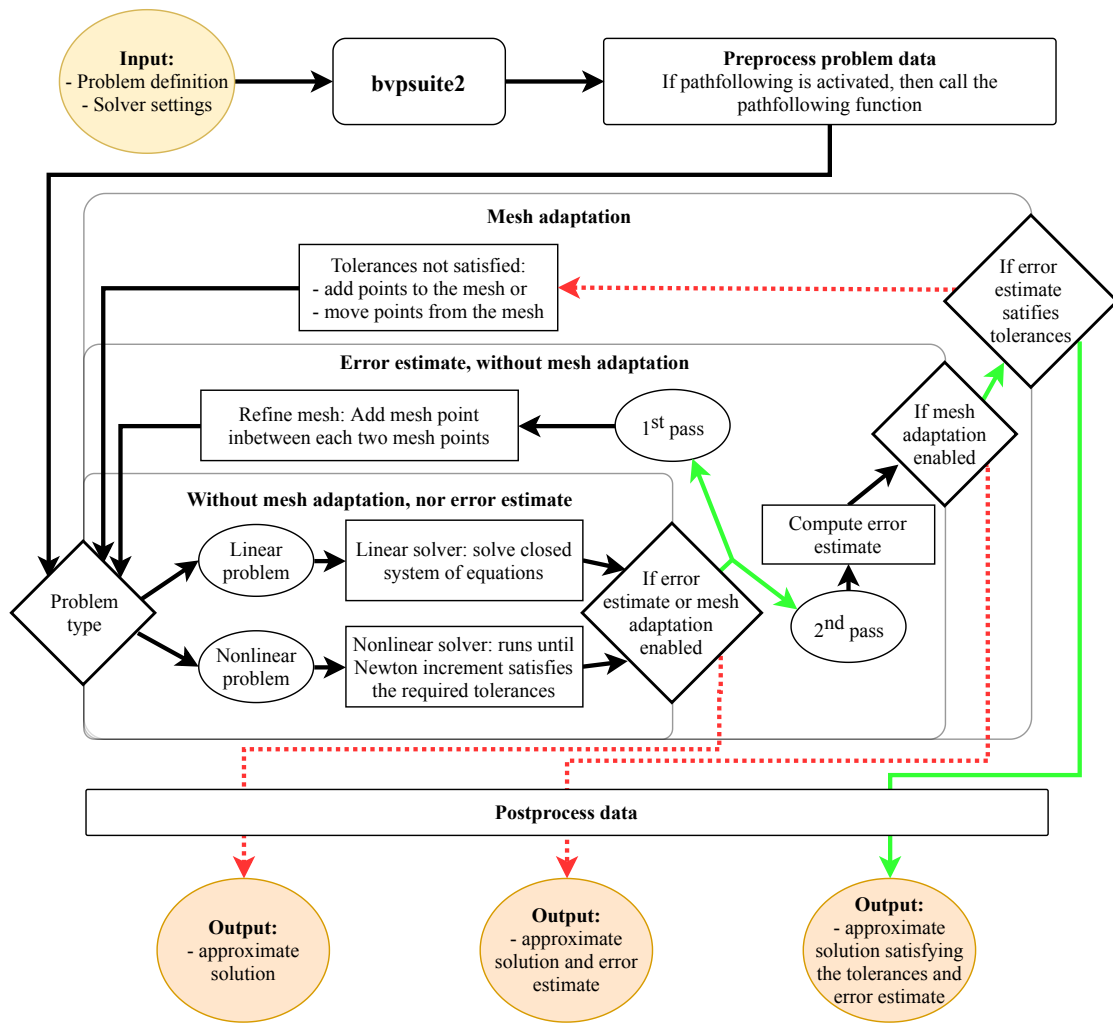 Input:
- Problem definition
- Solver settings
bvpsuite2
Preprocess problem data
If pathfollowing is activated, then call the
pathfollowing function
Mesh adaptation
Tolerances not satisfied:
- add points to the mesh or
- move points from the mesh
If error
estimate
satifies
tolerances
Error estimate, without mesh adaptation
Refine mesh: Add mesh point
inbetween each two mesh points
1st pass
If mesh
adaptation
enabled
Without mesh adaptation, nor error estimate
Linear
problem
Linear solver: solve closed
system of equations
Compute error
estimate
Problem
type
If error
estimate or mesh
adaptation
enabled
2nd pass
Nonlinear
problem
Nonlinear solver: runs until
Newton increment satisfies
the required tolerances
Postprocess data
Output:
- approximate
solution
Output:
- approximate
solution and error
estimate
Output:
- approximate
solution satisfying
the tolerances and
error estimate